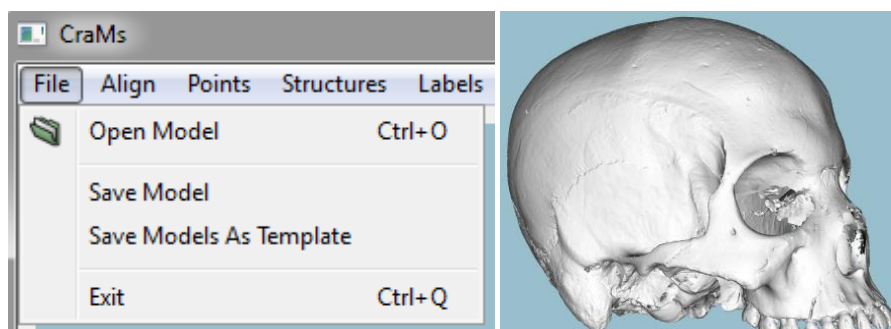 CraMs
File Align Points Structures Labels
Open Model Ctrl+O
Save Model
Save Models As Template
Exit Ctrl+Q